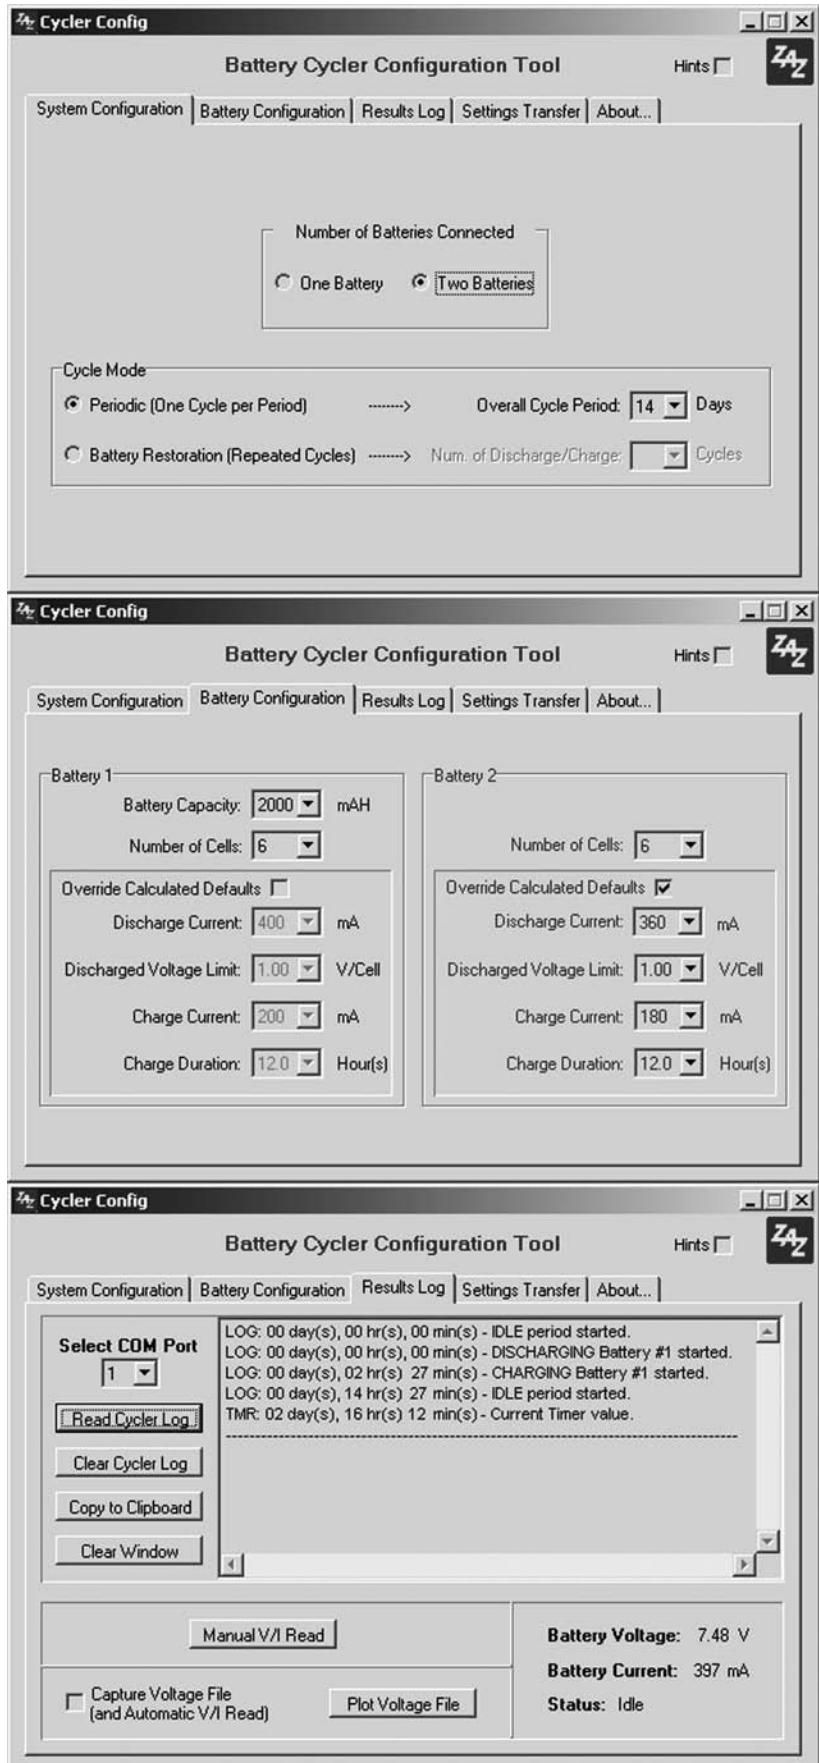 ZAZ Cycler Config
Battery Cycler Configuration Tool
Hints
ZAZ
System Configuration Battery Configuration Results Log Settings Transfer About...
Number of Batteries Connected
One Battery Two Batteries
Cycle Mode
Periodic (One Cycle per Period) -------> Overall Cycle Period: 14 Days
Battery Restoration (Repeated Cycles) -------> Num. of Discharge/Charge: Cycles
ZAZ Cycler Config
Battery Cycler Configuration Tool
Hints
ZAZ
System Configuration Battery Configuration Results Log Settings Transfer About...
Battery 1
Battery Capacity: 2000 mAH
Number of Cells: 6
Override Calculated Defaults
Discharge Current: 400 mA
Discharged Voltage Limit: 1.00 V/Cell
Charge Current: 200 mA
Charge Duration: 12.0 Hour(s)
Battery 2
Number of Cells: 6
Override Calculated Defaults
Discharge Current: 360 mA
Discharged Voltage Limit: 1.00 V/Cell
Charge Current: 180 mA
Charge Duration: 12.0 Hour(s)
ZAZ Cycler Config
Battery Cycler Configuration Tool
Hints
ZAZ
System Configuration Battery Configuration Results Log Settings Transfer About...
Select COM Port
1
Read Cycler Log
Clear Cycler Log
Copy to Clipboard
Clear Window
LOG: 00 day(s), 00 hr(s), 00 min(s) - IDLE period started.
LOG: 00 day(s), 00 hr(s), 00 min(s) - DISCHARGING Battery #1 started.
LOG: 00 day(s), 02 hr(s) 27 min(s) - CHARGING Battery #1 started.
LOG: 00 day(s), 14 hr(s) 27 min(s) - IDLE period started.
TMR: 02 day(s), 16 hr(s) 12 min(s) - Current Timer value.
--------------------------------------------------------------------------------
Manual V/I Read
Capture Voltage File
(and Automatic V/I Read)
Plot Voltage File
Battery Voltage: 7.48 V
Battery Current: 397 mA
Status: Idle